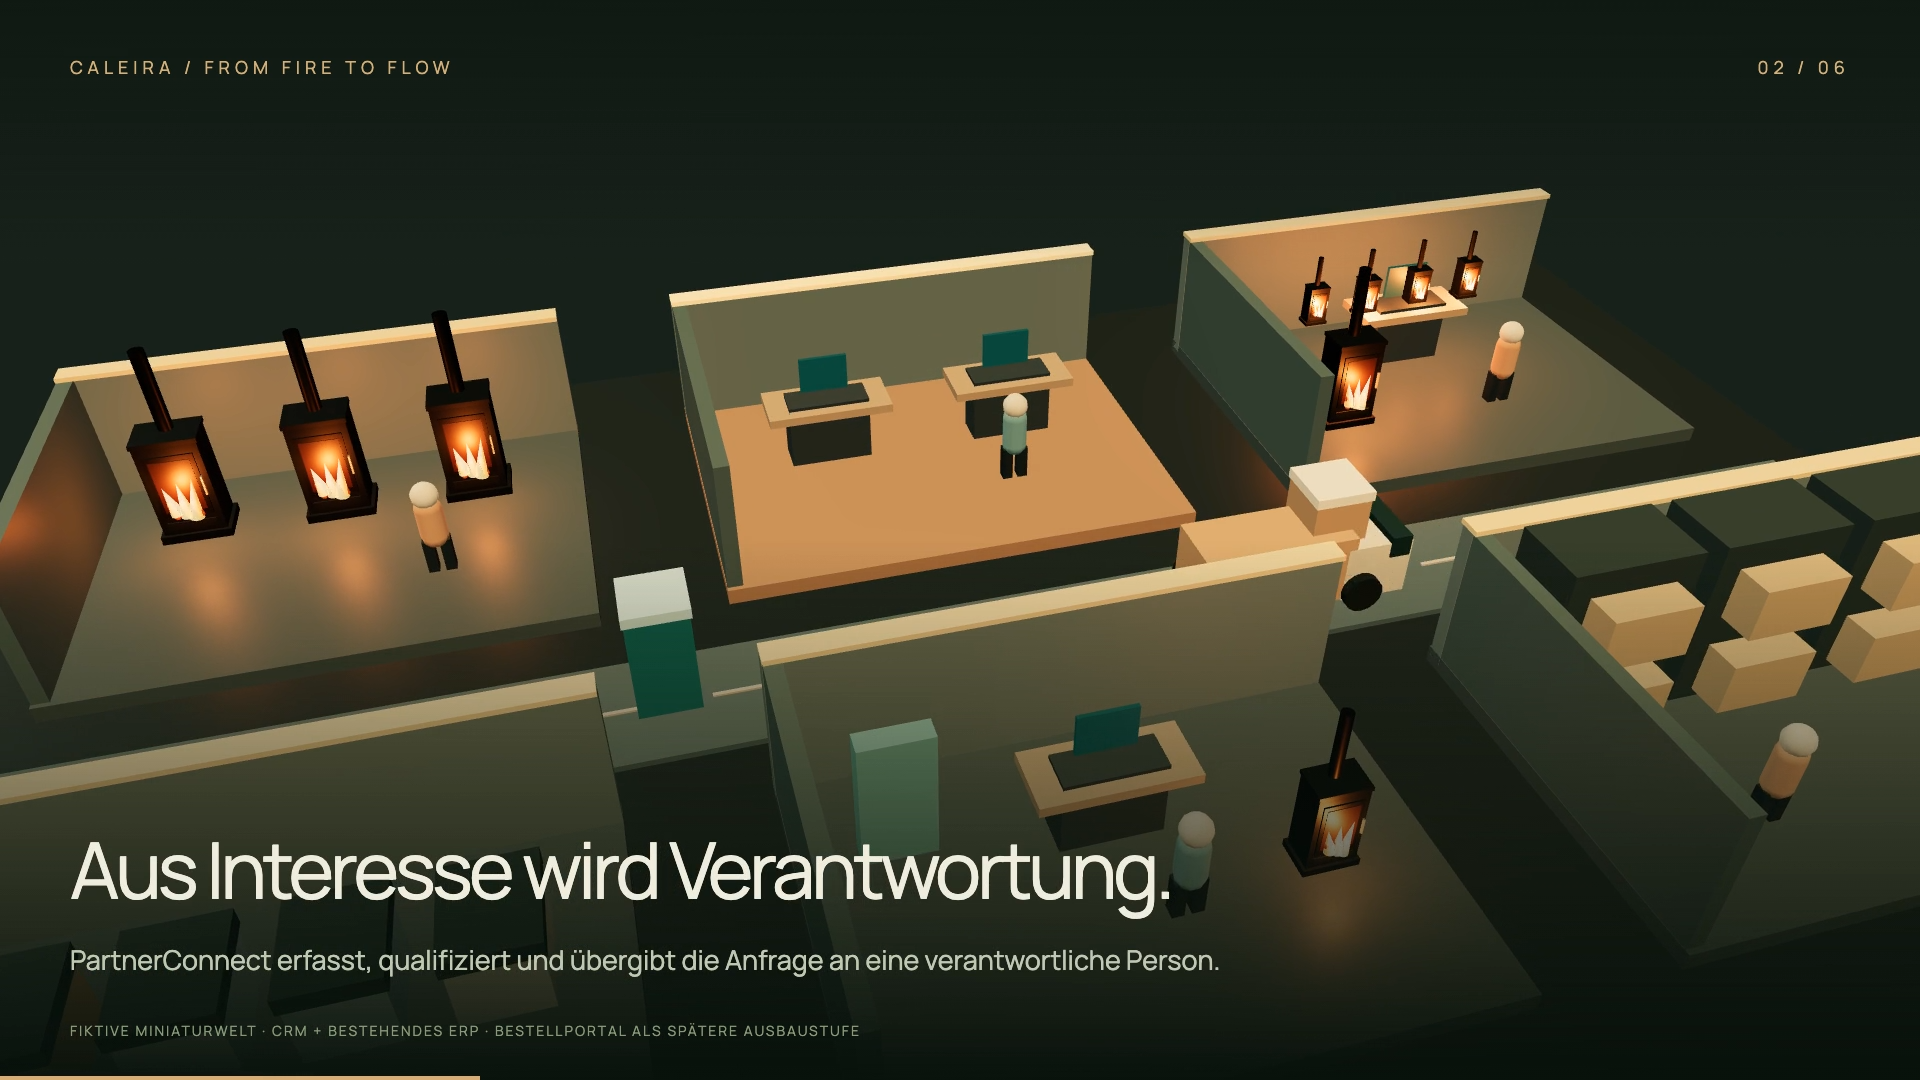 CALEIRA / FROM FIRE TO FLOW
02 / 06
Aus Interesse wird Verantwortung.
PartnerConnect erfasst, qualifiziert und übergibt die Anfrage an eine verantwortliche Person.
FIKTIVE MINIATURWELT · CRM + BESTEHENDES ERP · BESTELLPORTAL ALS SPÄTERE AUSBAUSTUFE